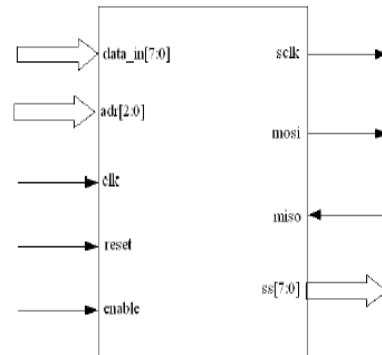 data_in[7:0]
adr[2:0]
clk
reset
enable
sclk
mosi
miso
ss[7:0]